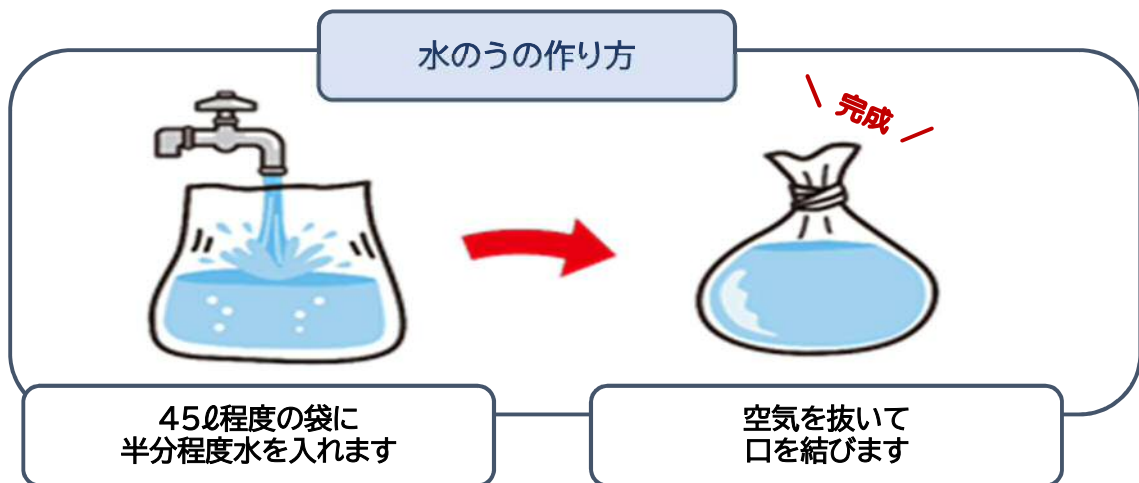 水のうの作り方
完成
45ℓ程度の袋に
半分程度水を入れます
空気を抜いて
口を結びます